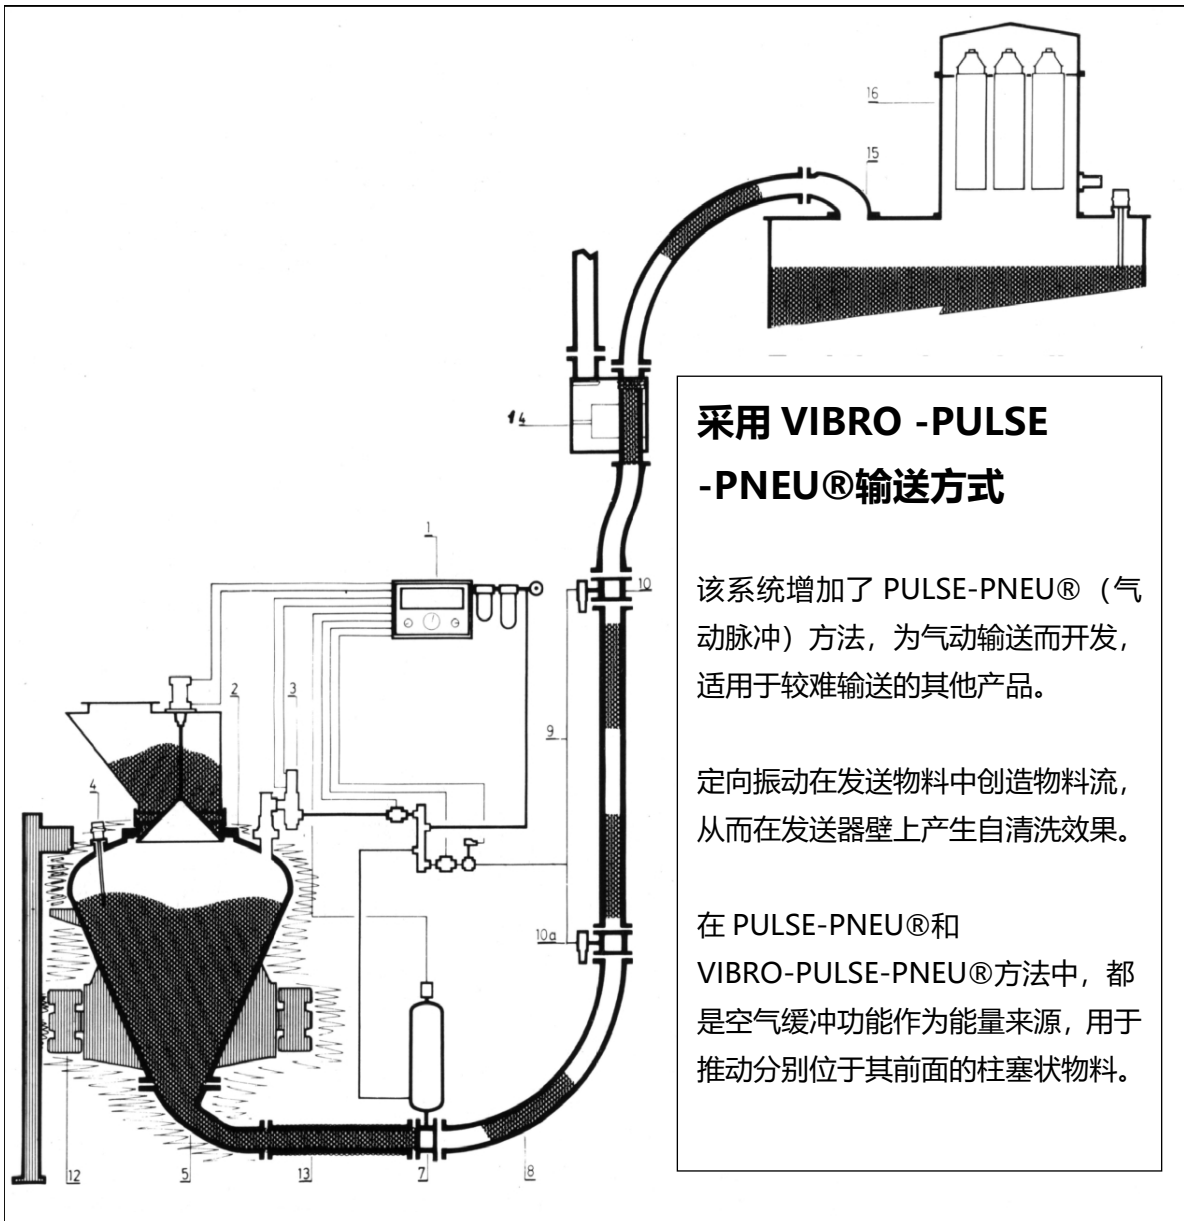 16
15
14
采用 VIBRO -PULSE
-PNEU®输送方式
1
10
该系统增加了 PULSE-PNEU®（气
动脉冲）方法，为气动输送而开发，
适用于较难输送的其他产品。
2
3
9
4
定向振动在发送物料中创造物料流，
从而在发送器壁上产生自清洗效果。
10a
在 PULSE-PNEU®和
VIBRO-PULSE-PNEU®方法中，都
是空气缓冲功能作为能量来源，用于
推动分别位于其前面的柱塞状物料。
12
5
13
7
8